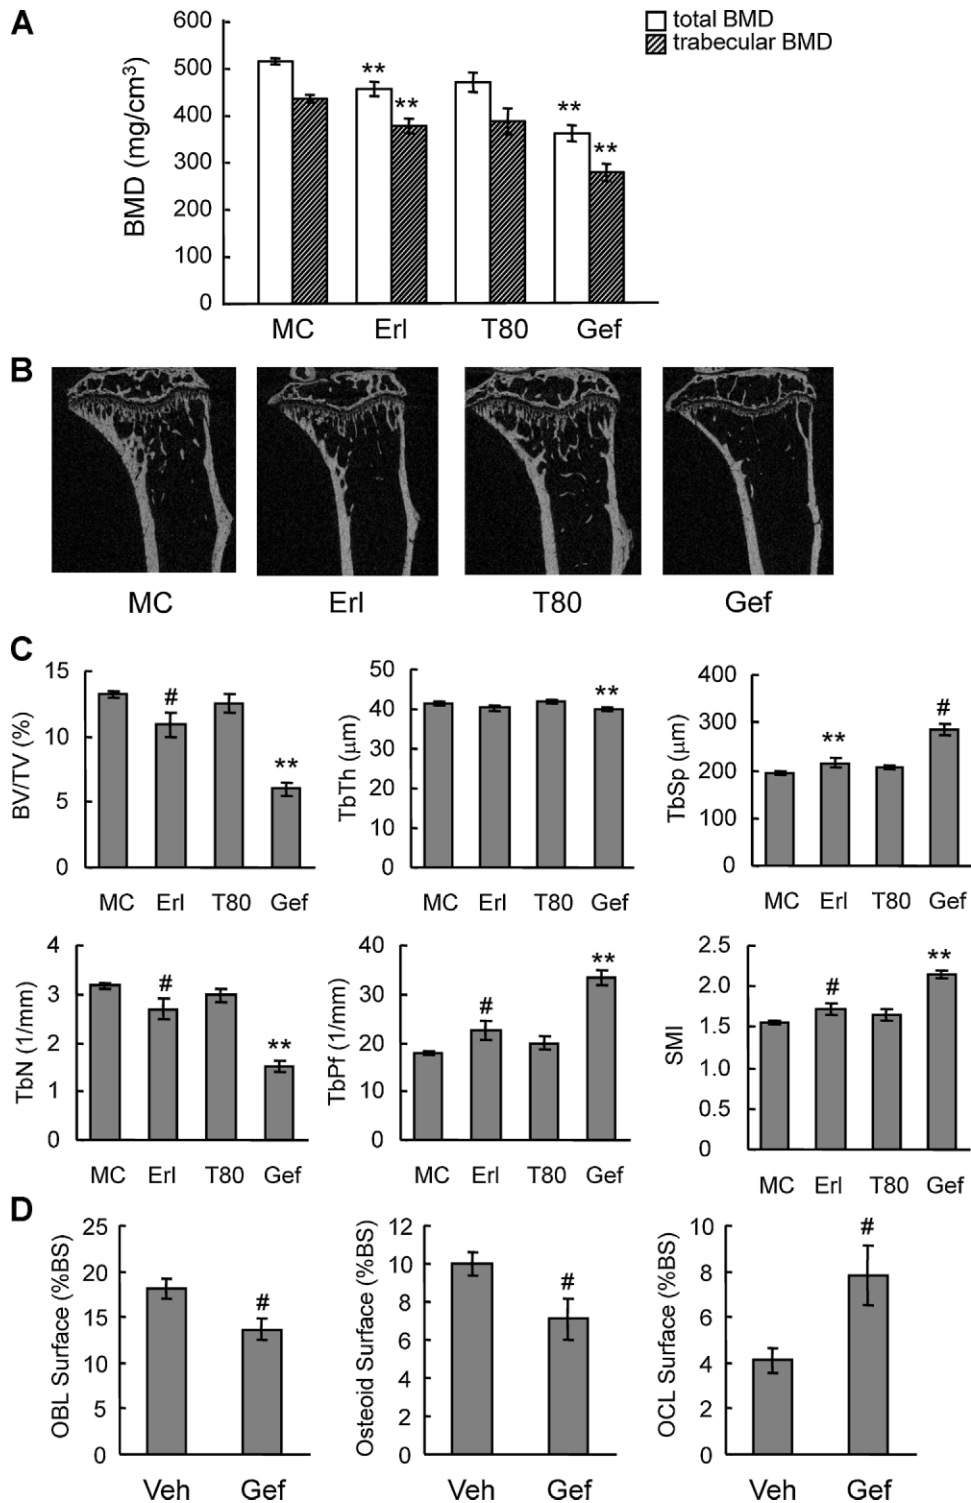 A
total BMD
trabecular BMD
BMD (mg/cm³)
600
500
400
300
200
100
0
** ** ** **
MC Erl T80 Gef
B
MC Erl T80 Gef
C
BV/TV (%)
15
10
5
0
# **
MC Erl T80 Gef
TbTh (µm)
50
40
30
20
10
0
**
MC Erl T80 Gef
TbSp (µm)
400
300
200
100
0
** #
MC Erl T80 Gef
TbN (1/mm)
4
3
2
1
0
# **
MC Erl T80 Gef
TbPf (1/mm)
40
30
20
10
0
# **
MC Erl T80 Gef
SMI
2.5
2.0
1.5
1.0
0.5
0
# **
MC Erl T80 Gef
D
OBL Surface (%BS)
25
20
15
10
5
0
#
Veh Gef
Osteoid Surface (%BS)
12
10
8
6
4
2
0
#
Veh Gef
OCL Surface (%BS)
10
8
6
4
2
0
#
Veh Gef